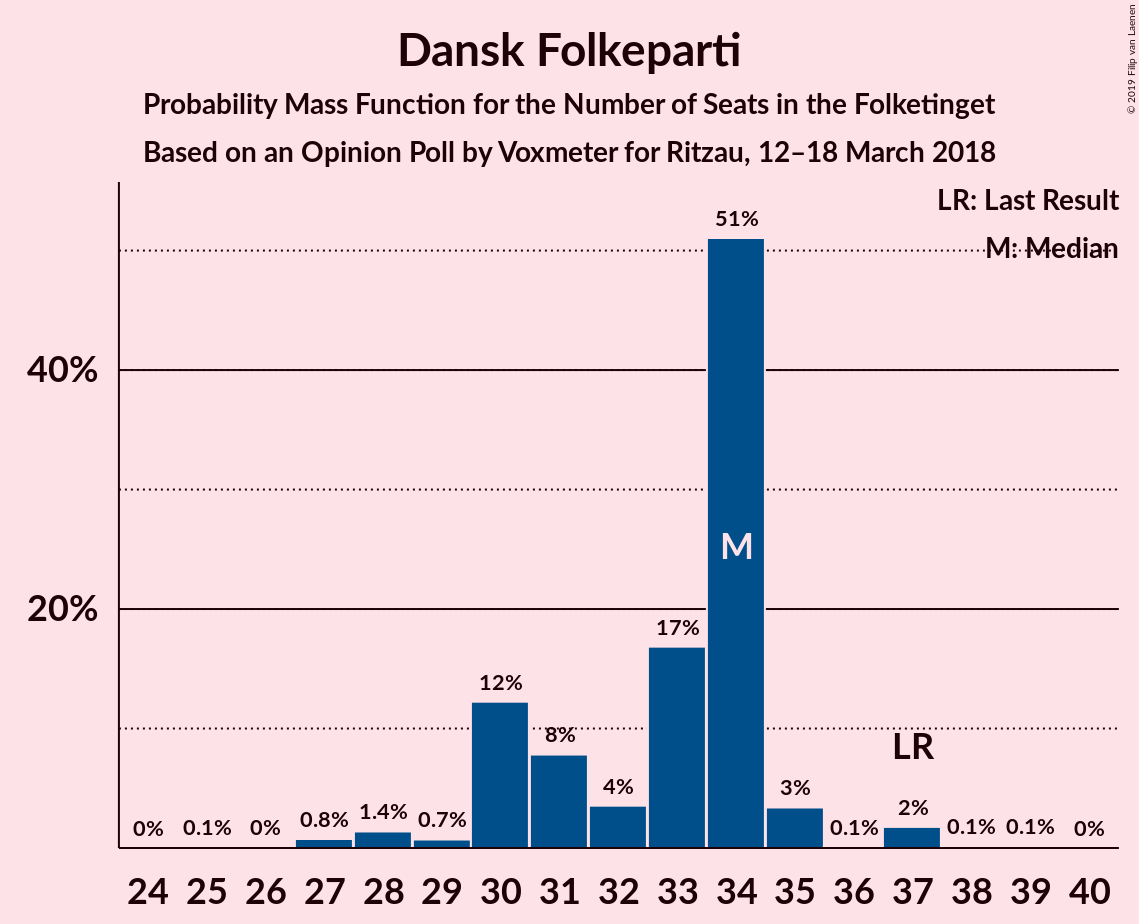 Dansk Folkeparti
Probability Mass Function for the Number of Seats in the Folketinget
Based on an Opinion Poll by Voxmeter for Ritzau, 12–18 March 2018
© 2019 Filip van Laenen
LR: Last Result
M: Median
40%
20%
0%
0.1%
0%
0.8%
1.4%
0.7%
12%
8%
4%
17%
51%
M
3%
0.1%
LR
2%
0.1%
0.1%
0%
24 25 26 27 28 29 30 31 32 33 34 35 36 37 38 39 40